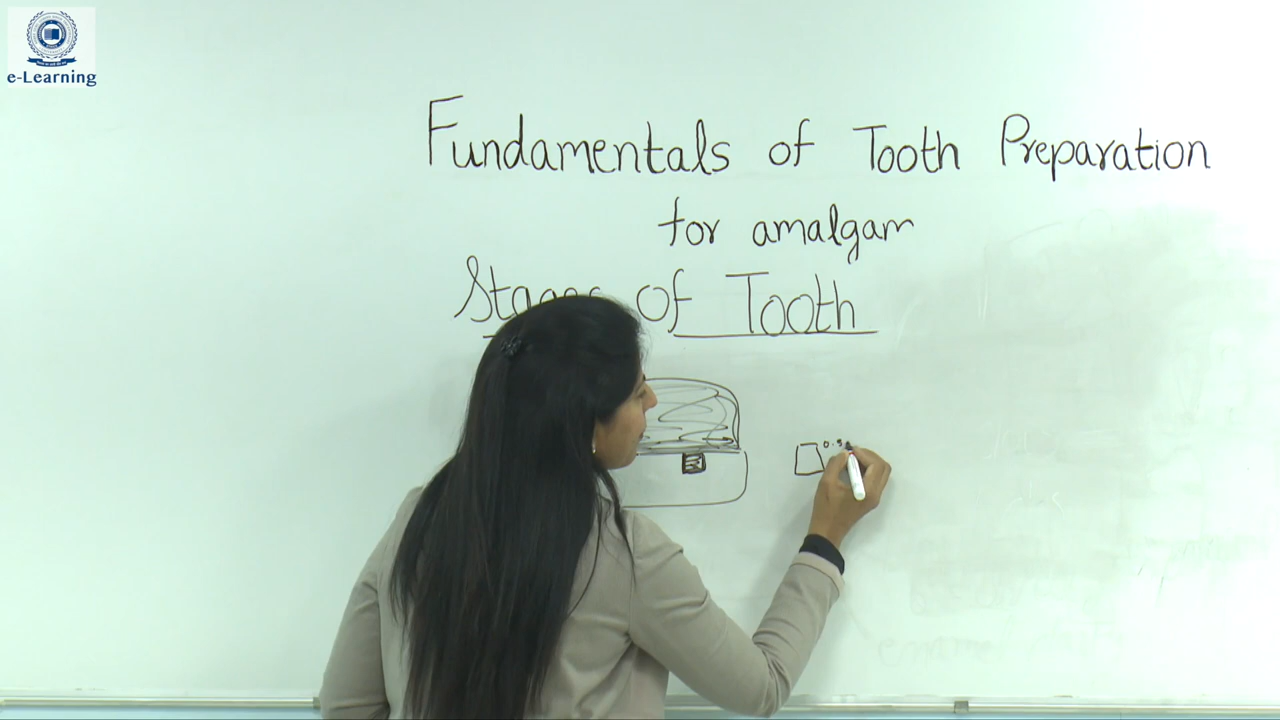 e-Learning
Fundamentals of Tooth Preparation
for amalgam
of Tooth